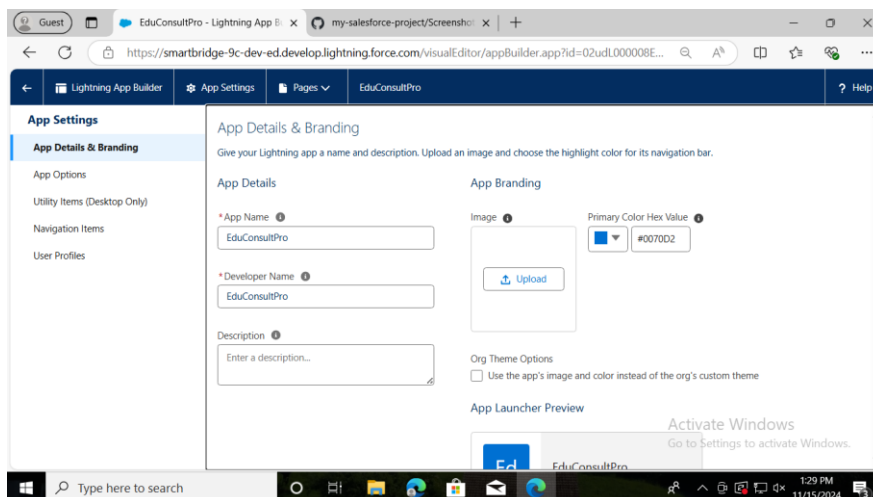 Guest
EduConsultPro - Lightning App B
my-salesforce-project/Screensho
https://smartbridge-9c-dev-ed.develop.lightning.force.com/visualEditor/appBuilder.app?id=02udL000008E...
Lightning App Builder
App Settings
Pages
EduConsultPro
? Help
App Settings
App Details & Branding
App Options
Utility Items (Desktop Only)
Navigation Items
User Profiles
App Details & Branding
Give your Lightning app a name and description. Upload an image and choose the highlight color for its navigation bar.
App Details
App Branding
*App Name
EduConsultPro
Image
Primary Color Hex Value
#0070D2
Upload
*Developer Name
EduConsultPro
Description
Enter a description...
Org Theme Options
Use the app's image and color instead of the org's custom theme
App Launcher Preview
Ed
EduConsultPro
Activate Windows
Go to Settings to activate Windows.
Type here to search
1:29 PM
11/15/2024